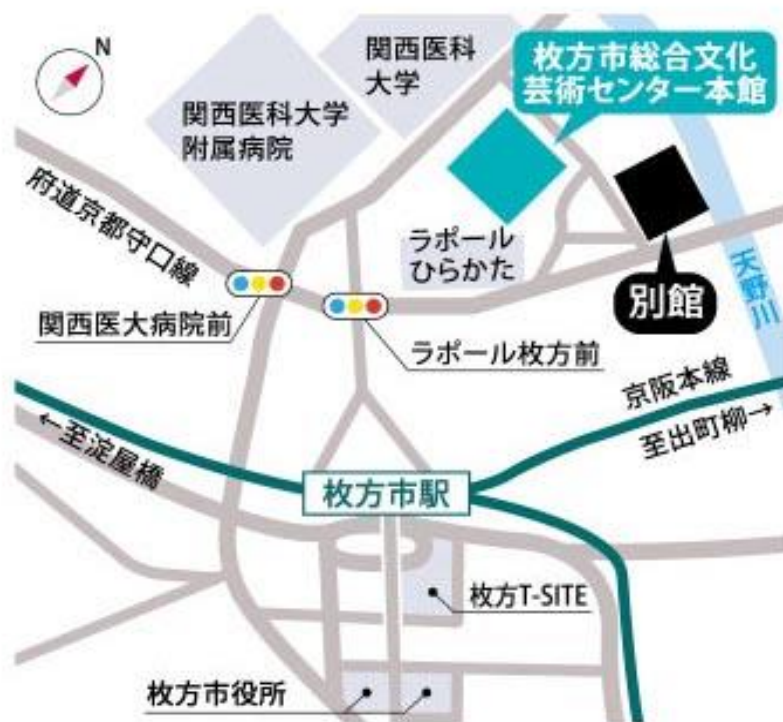 N
関西医科
大学
枚方市総合文化
芸術センター本館
関西医科大学
附属病院
府道京都守口線
ラポール
ひらかた
別館
天野川
関西医大病院前
ラポール枚方前
京阪本線
至出町柳→
←至淀屋橋
枚方市駅
枚方T-SITE
枚方市役所